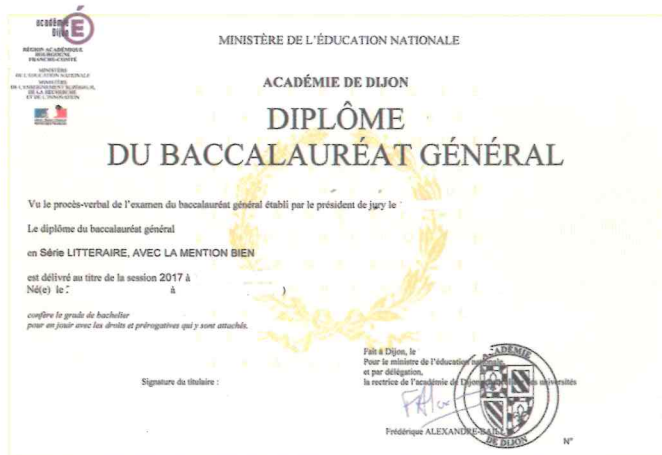 académie
Dijon
RÉGION ACADÉMIQUE
BOURGOGNE
FRANCHE-COMTÉ
MINISTÈRE
DE L'ÉDUCATION NATIONALE
MINISTÈRE
DE L'ENSEIGNEMENT SUPÉRIEUR,
DE LA RECHERCHE
ET DE L'INNOVATION
MINISTÈRE DE L'ÉDUCATION NATIONALE
ACADÉMIE DE DIJON
DIPLÔME
DU BACCALAURÉAT GÉNÉRAL
Vu le procès-verbal de l'examen du baccalauréat général établi par le président de jury le
Le diplôme du baccalauréat général
en Série LITTERAIRE, AVEC LA MENTION BIEN
est délivré au titre de la session 2017 à
Né(e) le : à )
confère le grade de bachelier
pour en jouir avec les droits et prérogatives qui y sont attachés.
Fait à Dijon, le
Pour le ministre de l'éducation nationale
et par délégation,
la rectrice de l'académie de Dijon universités
Signature du titulaire :
Frédérique ALEXANDRE-BAILLY
ACADÉMIE
DE DIJON
N°